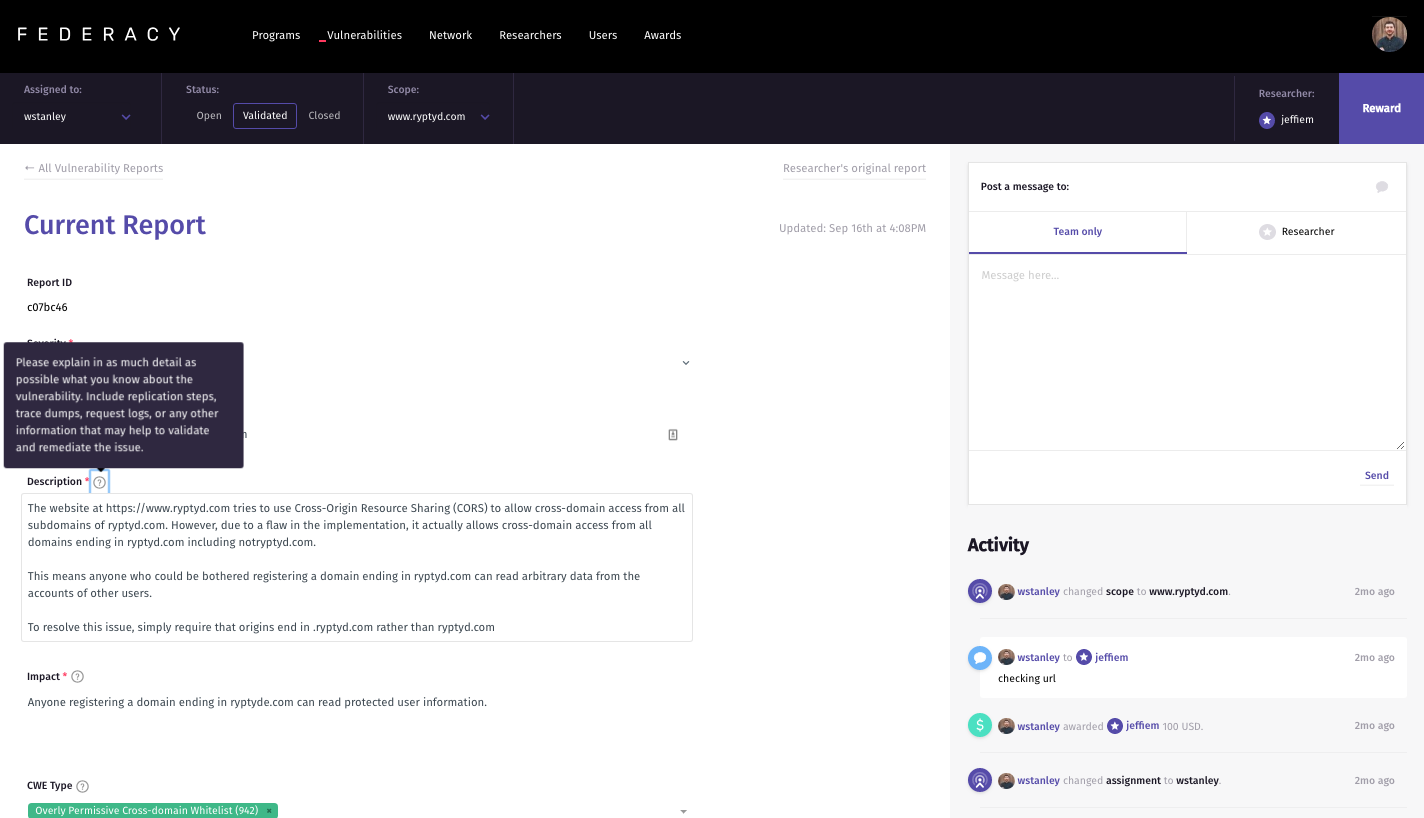 FEDERACY
Programs
Vulnerabilities
Network
Researchers
Users
Awards
Assigned to:
wstanley
Status:
Open
Validated
Closed
Scope:
www.ryptyd.com
Researcher:
jeffiem
Reward
← All Vulnerability Reports
Researcher's original report
Current Report
Updated: Sep 16th at 4:08PM
Report ID
c07bc46
Please explain in as much detail as
possible what you know about the
vulnerability. Include replication steps,
trace dumps, request logs, or any other
information that may help to validate
and remediate the issue.
Description * ?
The website at https://www.ryptyd.com tries to use Cross-Origin Resource Sharing (CORS) to allow cross-domain access from all
subdomains of ryptyd.com. However, due to a flaw in the implementation, it actually allows cross-domain access from all
domains ending in ryptyd.com including notryptyd.com.
This means anyone who could be bothered registering a domain ending in ryptyd.com can read arbitrary data from the
accounts of other users.
To resolve this issue, simply require that origins end in .ryptyd.com rather than ryptyd.com
Impact * ?
Anyone registering a domain ending in ryptyde.com can read protected user information.
CWE Type ?
Overly Permissive Cross-domain Whitelist (942) ×
Post a message to:
Team only
Researcher
Message here...
Send
Activity
wstanley changed scope to www.ryptyd.com. 2mo ago
wstanley to jeffiem 2mo ago
checking url
$ wstanley awarded jeffiem 100 USD. 2mo ago
wstanley changed assignment to wstanley. 2mo ago